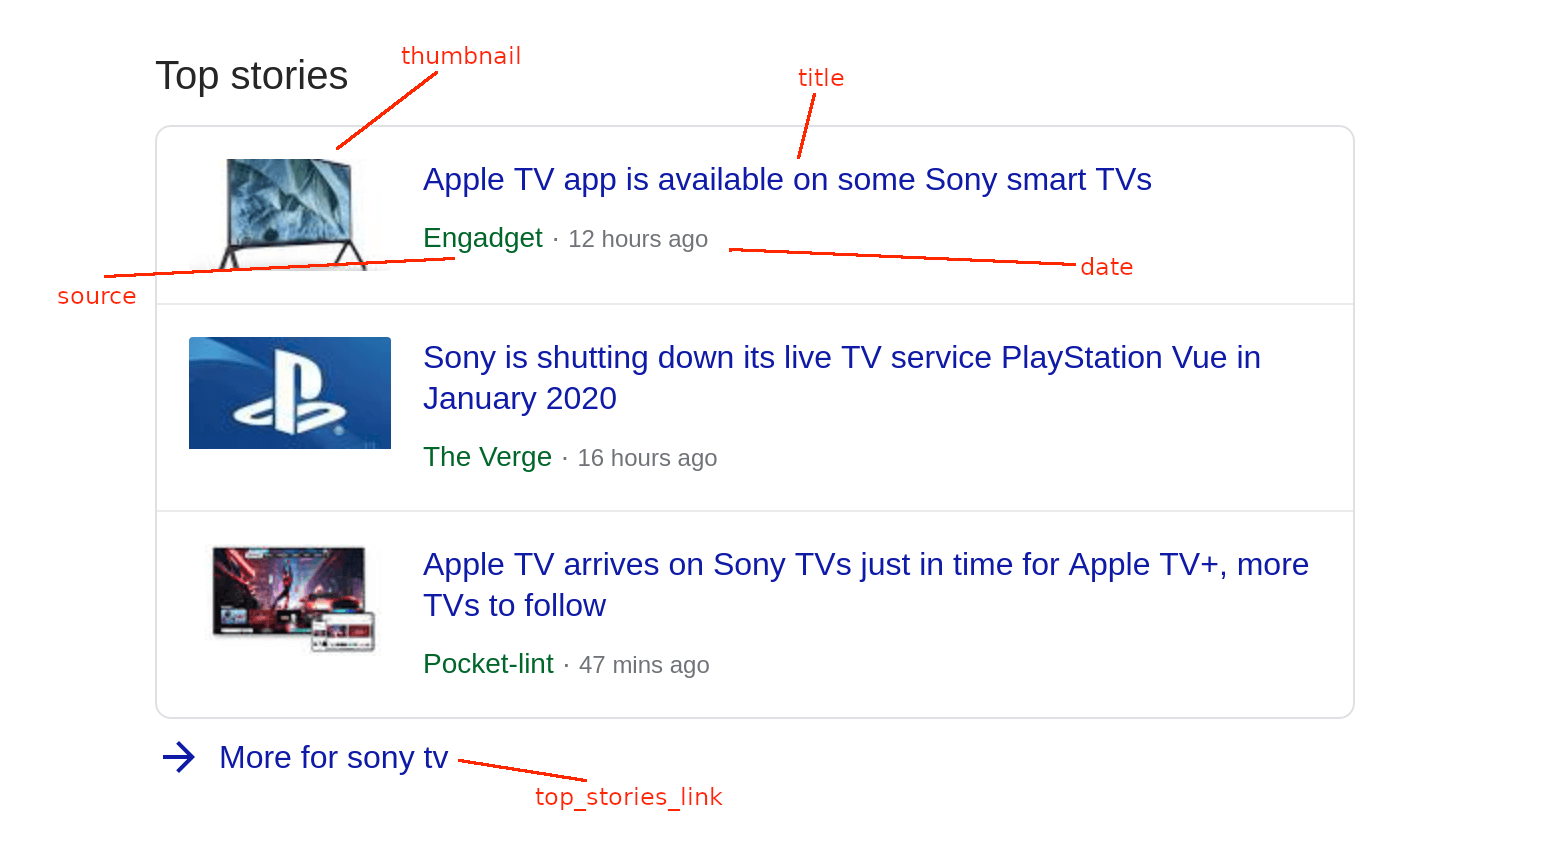 thumbnail
title
Top stories
Apple TV app is available on some Sony smart TVs
Engadget · 12 hours ago
date
source
Sony is shutting down its live TV service PlayStation Vue in
January 2020
The Verge · 16 hours ago
Apple TV arrives on Sony TVs just in time for Apple TV+, more
TVs to follow
Pocket-lint · 47 mins ago
More for sony tv
top_stories_link